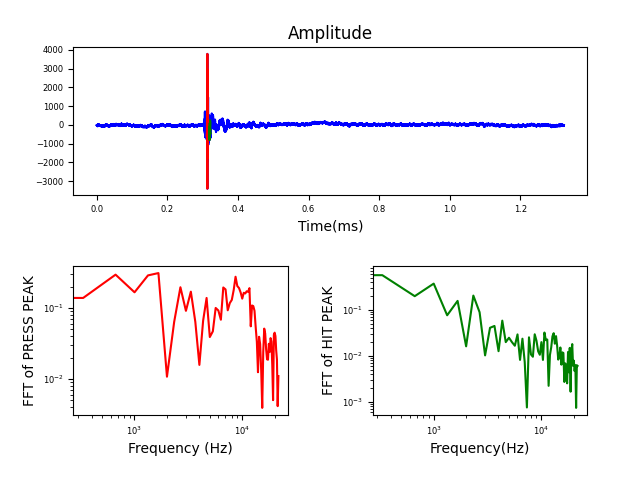 Amplitude
4000
3000
2000
1000
0
−1000
−2000
−3000
0.0 0.2 0.4 0.6 0.8 1.0 1.2
Time(ms)
FFT of PRESS PEAK
10⁻¹
10⁻²
10³ 10⁴
Frequency (Hz)
FFT of HIT PEAK
10⁻¹
10⁻²
10⁻³
10³ 10⁴
Frequency(Hz)